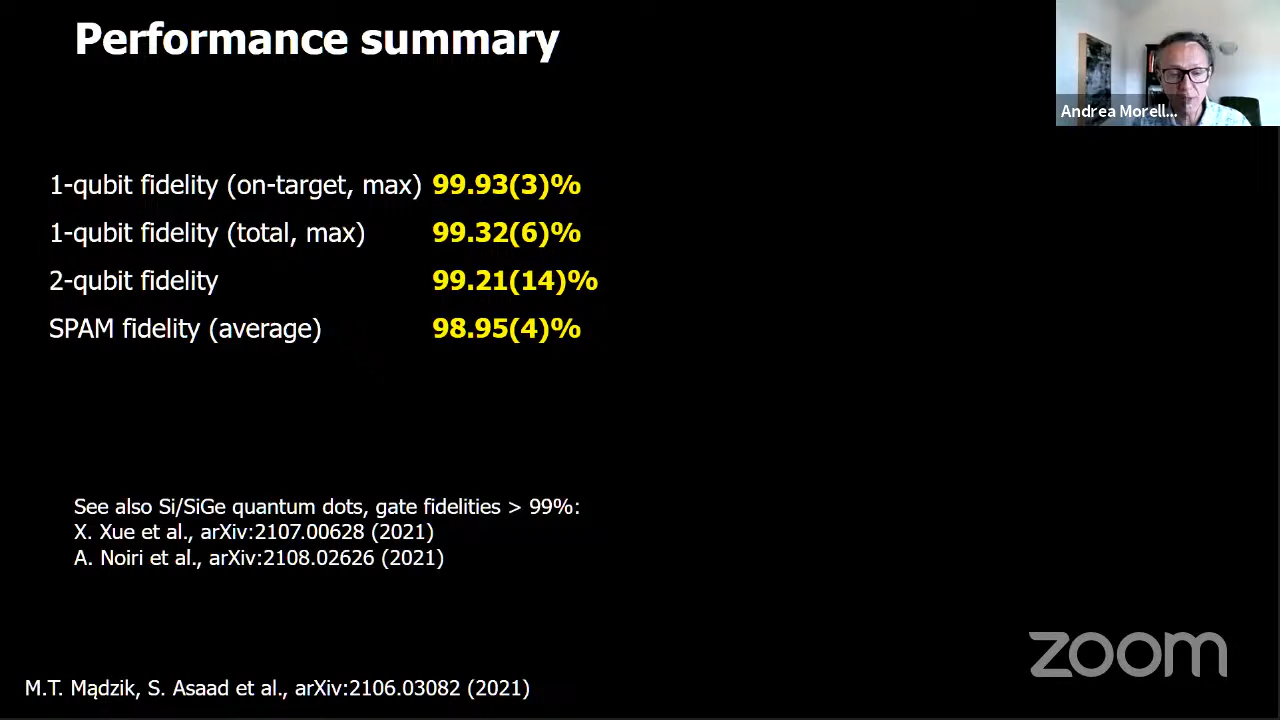 Performance summary
Andrea Morell...
1-qubit fidelity (on-target, max) 99.93(3)%
1-qubit fidelity (total, max) 99.32(6)%
2-qubit fidelity 99.21(14)%
SPAM fidelity (average) 98.95(4)%
See also Si/SiGe quantum dots, gate fidelities > 99%:
X. Xue et al., arXiv:2107.00628 (2021)
A. Noiri et al., arXiv:2108.02626 (2021)
zoom
M.T. Mądzik, S. Asaad et al., arXiv:2106.03082 (2021)